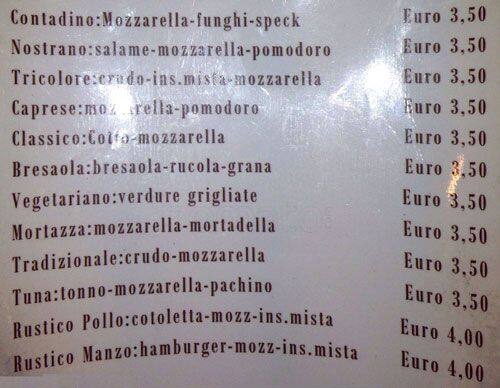 Contadino:Mozzarella-funghi-speck Euro 3,50
Nostrano:salame-mozzarella-pomodoro Euro 3,50
Tricolore:crudo-ins.mista-mozzarella Euro 3,50
Caprese:mozzarella-pomodoro Euro 3,50
Classico:Cotto-mozzarella Euro 3,50
Bresaola:bresaola-rucola-grana Euro 3,50
Vegetariano:verdure grigliate Euro 3,50
Mortazza:mozzarella-mortadella Euro 3,50
Tradizionale:crudo-mozzarella Euro 3,50
Tuna:tonno-mozzarella-pachino Euro 3,50
Rustico Pollo:cotoletta-mozz-ins.mista Euro 4,00
Rustico Manzo:hamburger-mozz-ins.mista Euro 4,00